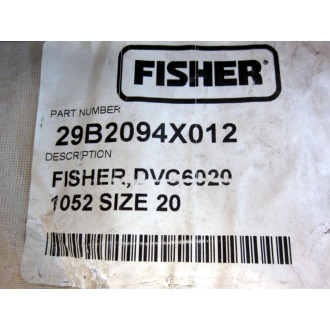 FISHER
PART NUMBER
29B2094X012
DESCRIPTION
FISHER,DVC6020
1052 SIZE 20